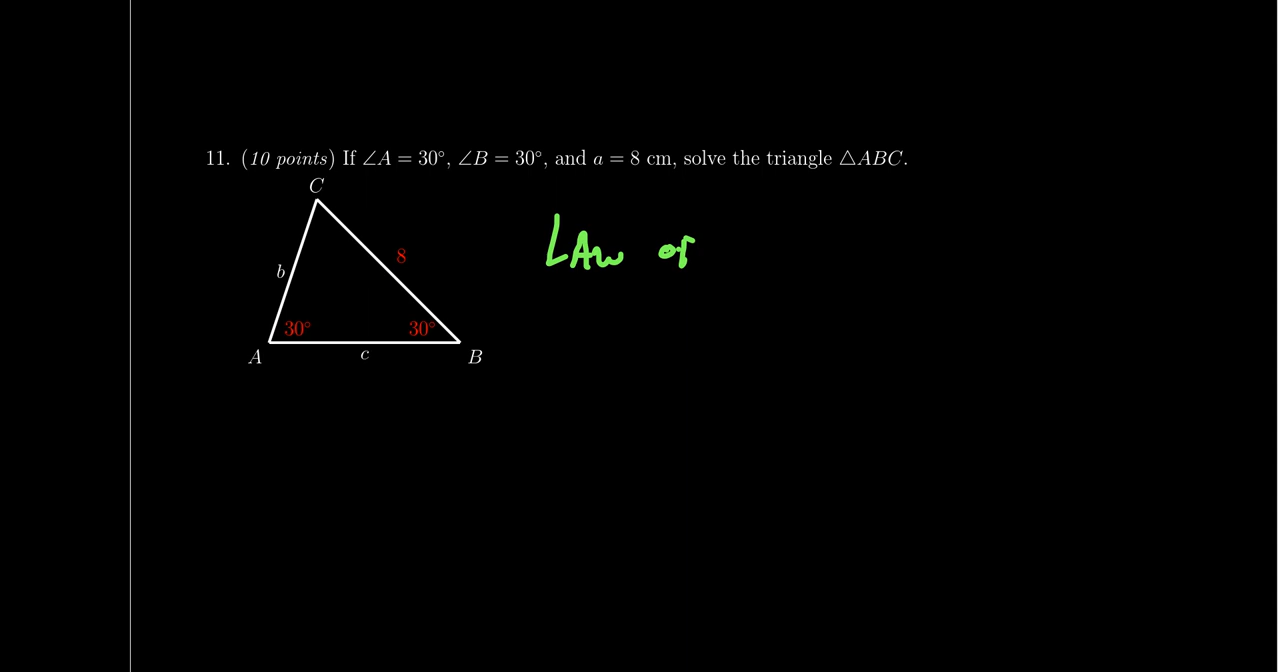 11. (10 points) If ∠A = 30°, ∠B = 30°, and a = 8 cm, solve the triangle △ABC.
C
LAw of
8
b
30° 30°
A c B